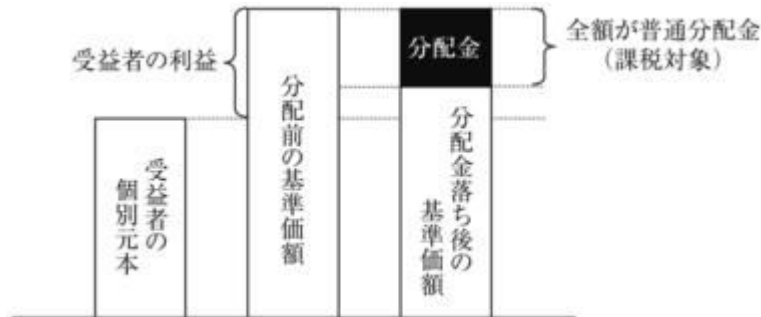 受益者の利益
分配金
全額が普通分配金
（課税対象）
受益者の
個別元本
分配前の基準価額
分配金落ち後の
基準価額